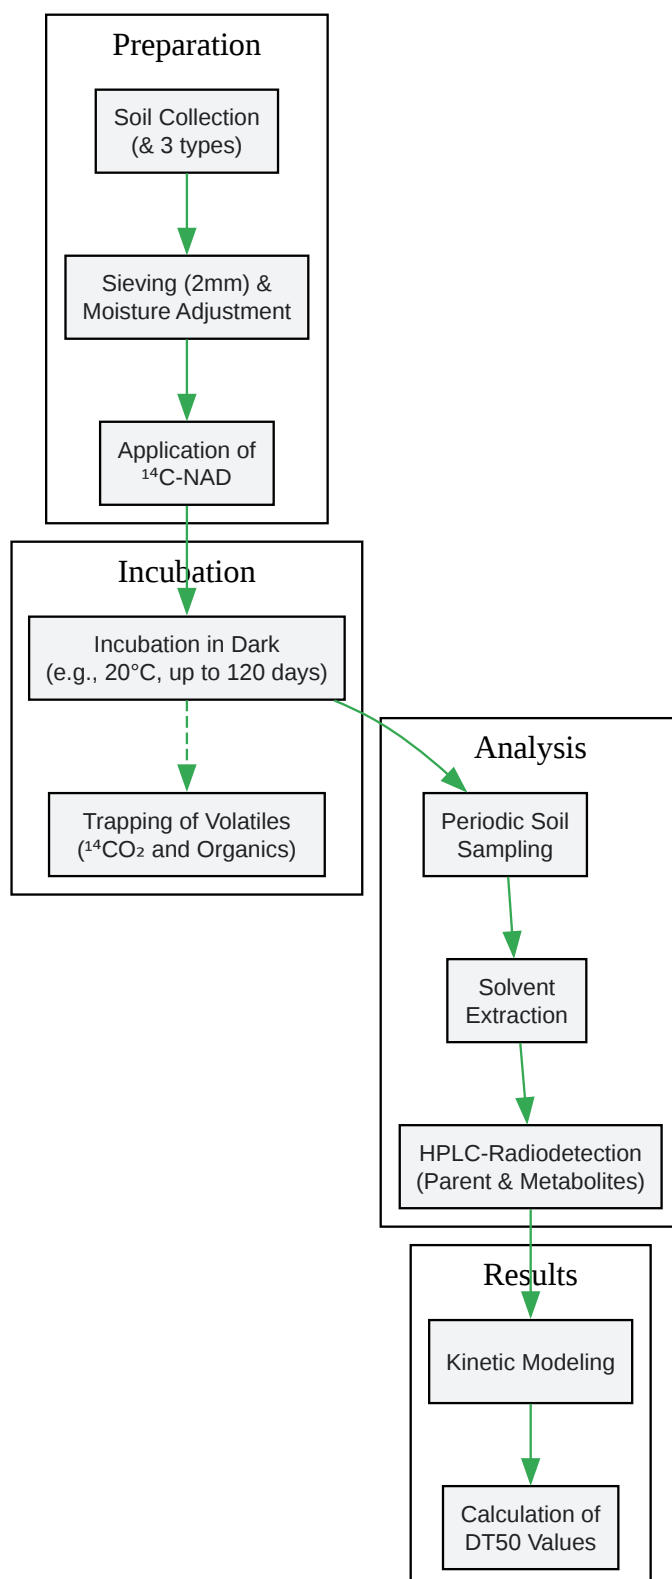 Preparation
Soil Collection
(& 3 types)
Sieving (2mm) &
Moisture Adjustment
Application of
¹⁴C-NAD
Incubation
Incubation in Dark
(e.g., 20°C, up to 120 days)
Trapping of Volatiles
(¹⁴CO₂ and Organics)
Analysis
Periodic Soil
Sampling
Solvent
Extraction
HPLC-Radiodetection
(Parent & Metabolites)
Results
Kinetic Modeling
Calculation of
DT50 Values